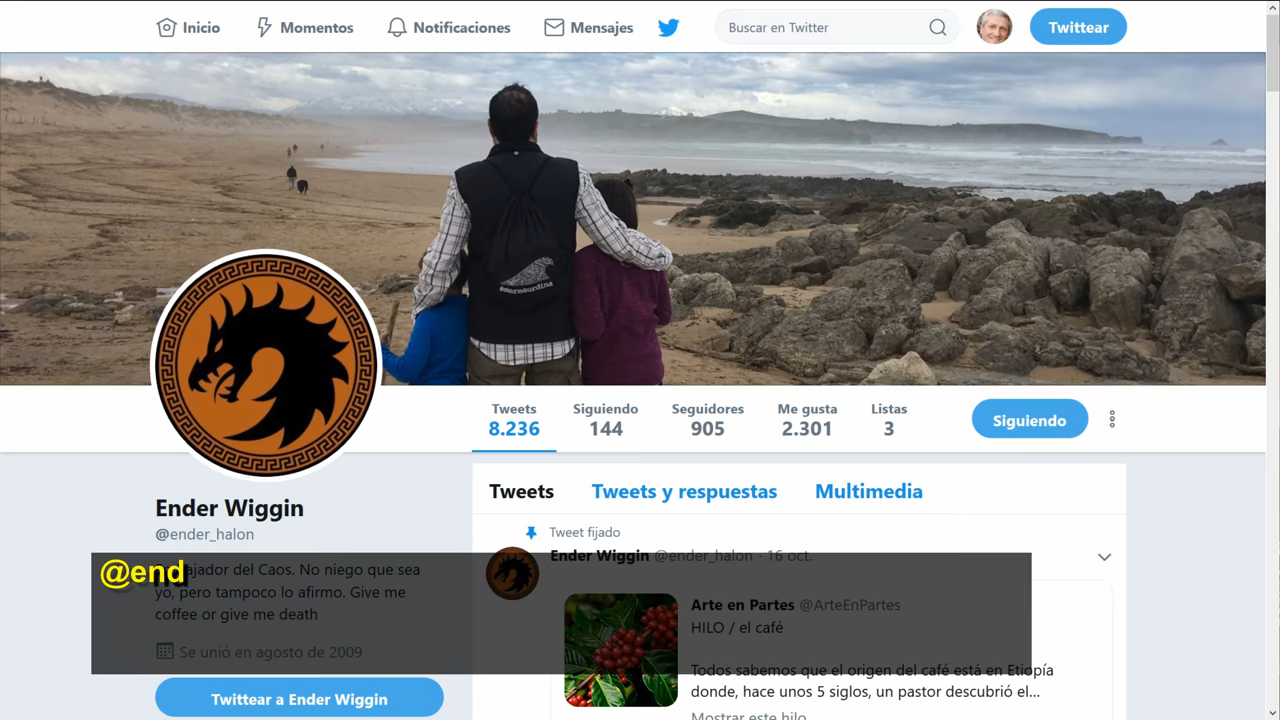 Inicio
Momentos
Notificaciones
Mensajes
Buscar en Twitter
Twittear
Tweets
Siguiendo
Seguidores
Me gusta
Listas
8.236
144
905
2.301
3
Siguiendo
Tweets
Tweets y respuestas
Multimedia
Ender Wiggin
@ender_halon
Tweet fijado
Ender Wiggin @ender_halon · 16 oct.
@end
ajador del Caos. No niego que sea
yo, pero tampoco lo afirmo. Give me
coffee or give me death
Se unió en agosto de 2009
Twittear a Ender Wiggin
Arte en Partes @ArteEnPartes
HILO / el café
Todos sabemos que el origen del café está en Etiopía
donde, hace unos 5 siglos, un pastor descubrió el...
Mostrar este hilo